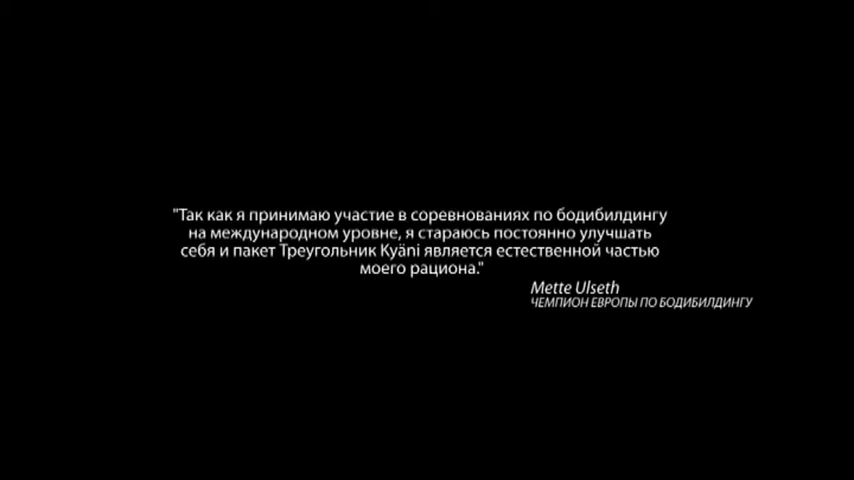 "Так как я принимаю участие в соревнованиях по бодибилдингу
на международном уровне, я стараюсь постоянно улучшать
себя и пакет Треугольник Kyäni является естественной частью
моего рациона."
Mette Ulseth
ЧЕМПИОН ЕВРОПЫ ПО БОДИБИЛДИНГУ